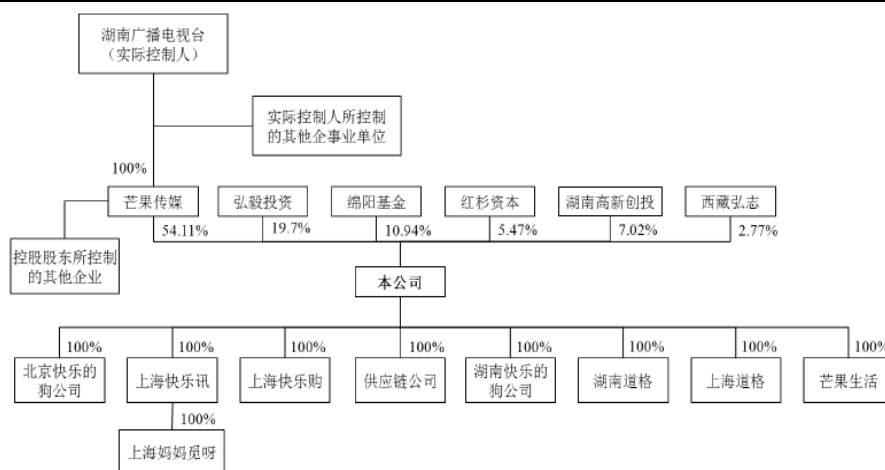 湖南广播电视台
（实际控制人）
实际控制人所控制
的其他企事业单位
100%
芒果传媒
弘毅投资
绵阳基金
红杉资本
湖南高新创投
西藏弘志
54.11%
19.7%
10.94%
5.47%
7.02%
2.77%
控股股东所控制
的其他企业
本公司
100%
100%
100%
100%
100%
100%
100%
100%
北京快乐的
狗公司
上海快乐讯
上海快乐购
供应链公司
湖南快乐的
狗公司
湖南道格
上海道格
芒果生活
100%
上海妈妈觅呀